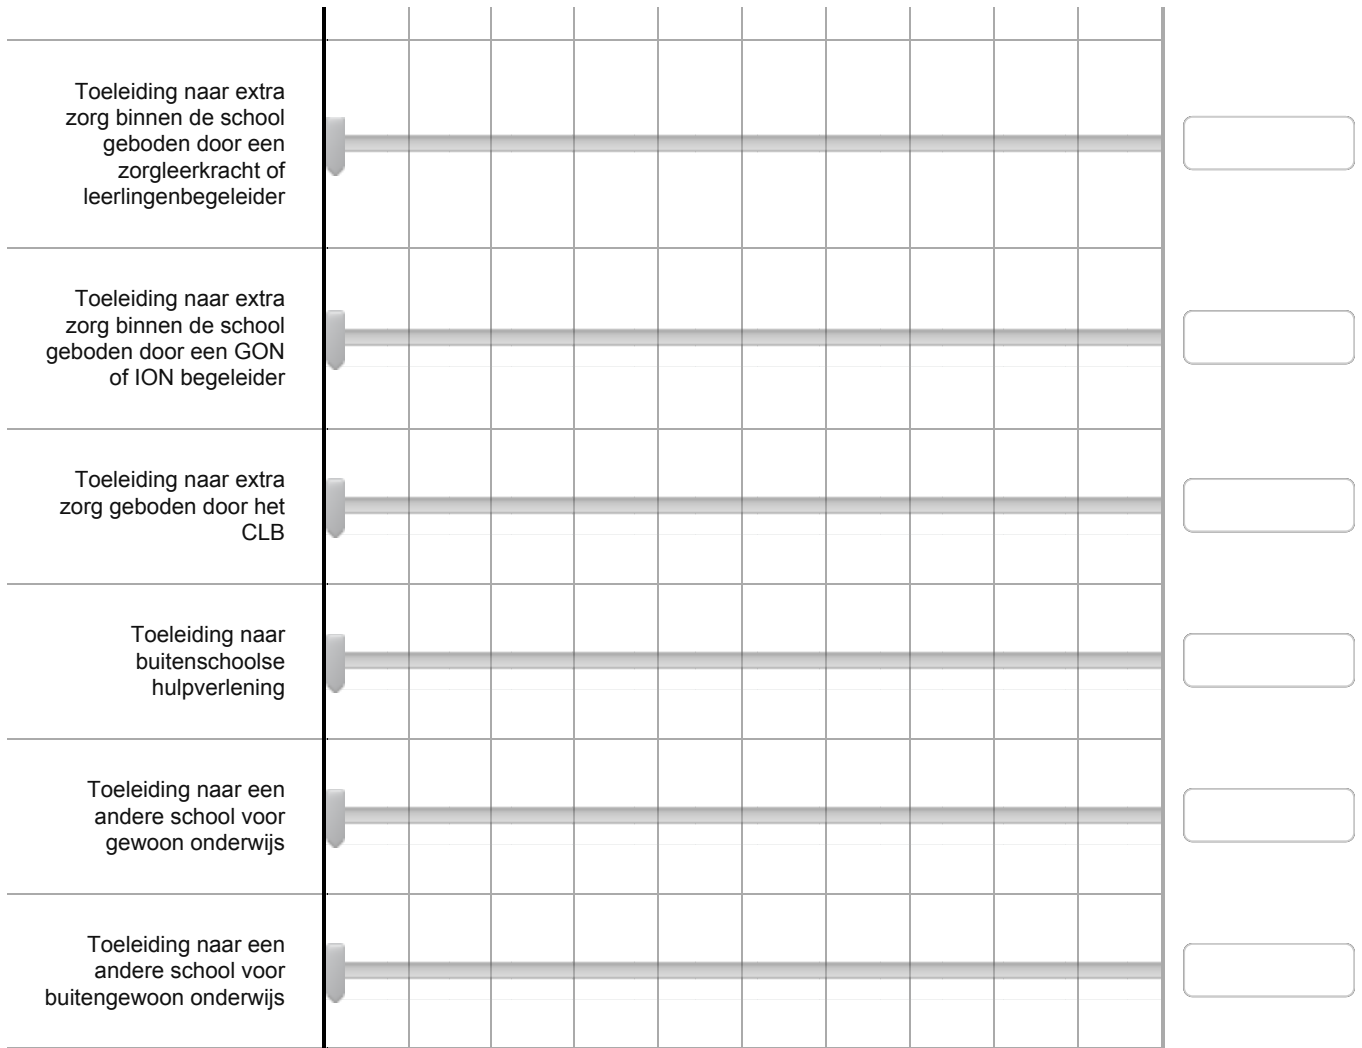 Toeleiding naar extra
zorg binnen de school
geboden door een
zorgleerkracht of
leerlingenbegeleider
Toeleiding naar extra
zorg binnen de school
geboden door een GON
of ION begeleider
Toeleiding naar extra
zorg geboden door het
CLB
Toeleiding naar
buitenschoolse
hulpverlening
Toeleiding naar een
andere school voor
gewoon onderwijs
Toeleiding naar een
andere school voor
buitengewoon onderwijs